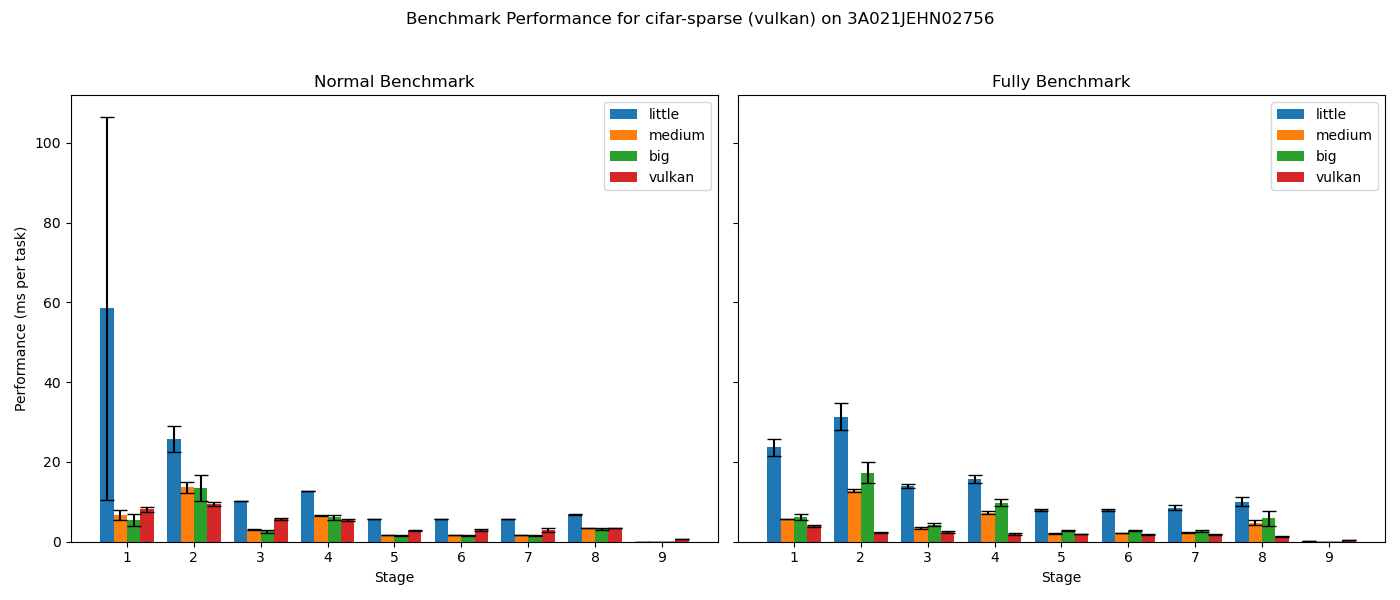 Benchmark Performance for cifar-sparse (vulkan) on 3A021JEHN02756
Normal Benchmark
Performance (ms per task)
100
80
60
40
20
0
1 2 3 4 5 6 7 8 9
Stage
little
medium
big
vulkan
Fully Benchmark
1 2 3 4 5 6 7 8 9
Stage
little
medium
big
vulkan